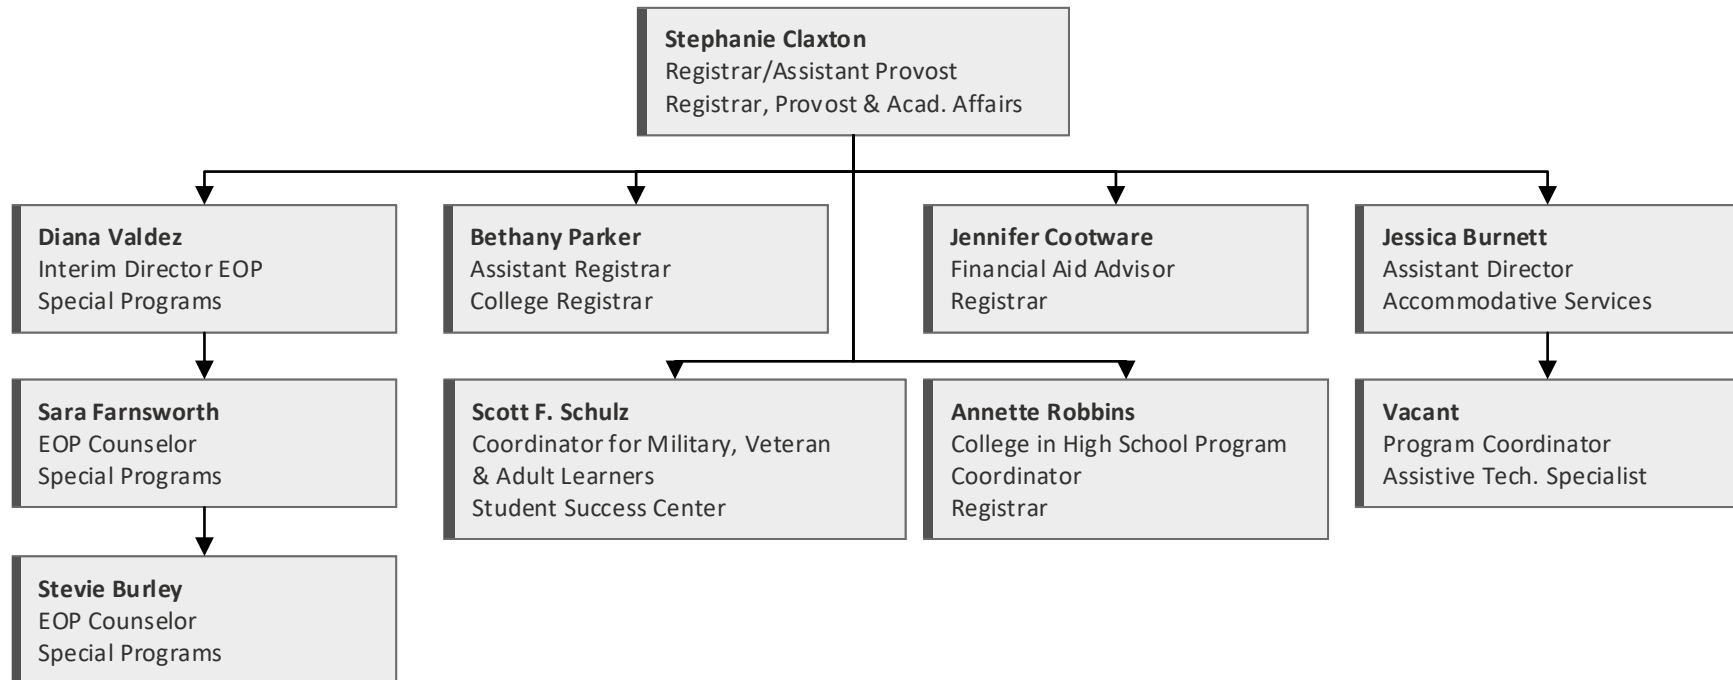 Stephanie Claxton
Registrar/Assistant Provost
Registrar, Provost & Acad. Affairs
Diana Valdez
Interim Director EOP
Special Programs
Bethany Parker
Assistant Registrar
College Registrar
Jennifer Cootware
Financial Aid Advisor
Registrar
Jessica Burnett
Assistant Director
Accommodative Services
Sara Farnsworth
EOP Counselor
Special Programs
Scott F. Schulz
Coordinator for Military, Veteran
& Adult Learners
Student Success Center
Annette Robbins
College in High School Program
Coordinator
Registrar
Vacant
Program Coordinator
Assistive Tech. Specialist
Stevie Burley
EOP Counselor
Special Programs